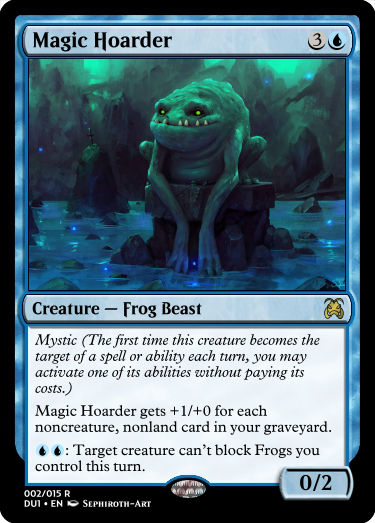 Magic Hoarder 3
Creature — Frog Beast
Mystic (The first time this creature becomes the
target of a spell or ability each turn, you may
activate one of its abilities without paying its
costs.)
Magic Hoarder gets +1/+0 for each
noncreature, nonland card in your graveyard.
: Target creature can't block Frogs you
control this turn.
0/2
002/015 R
DUI • EN Sephiroth-Art